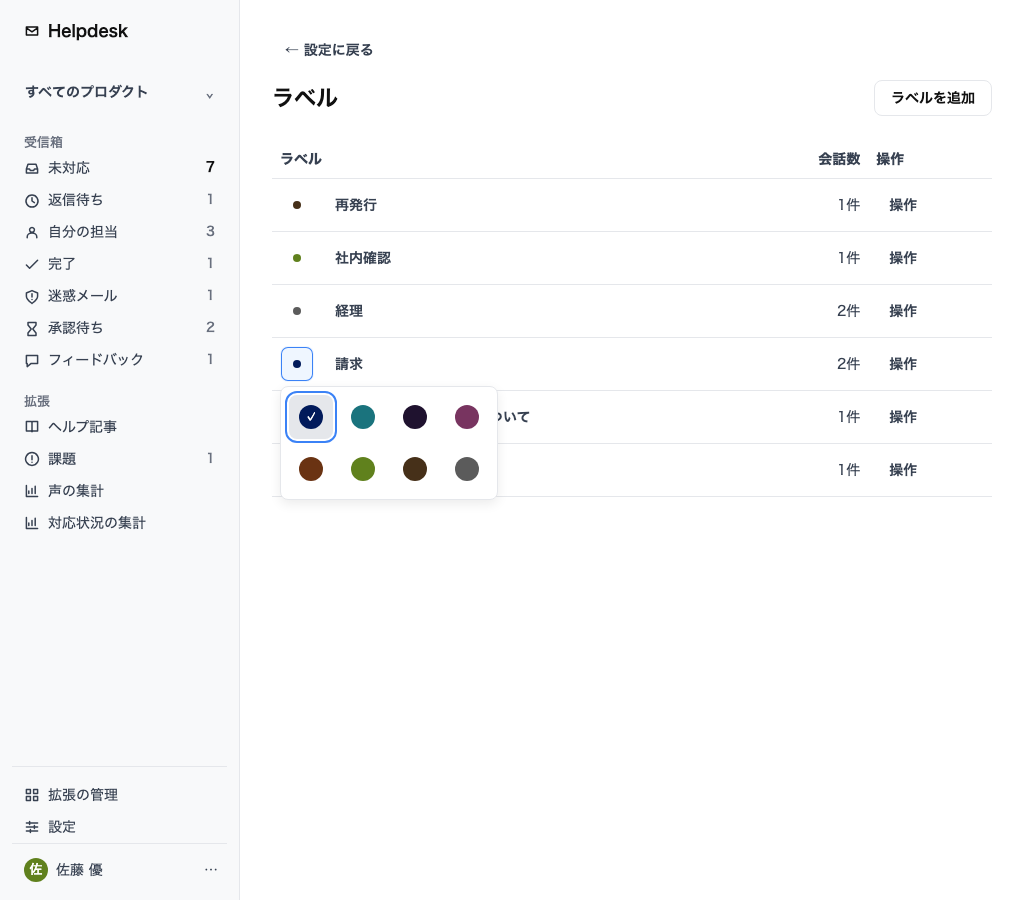 Helpdesk
すべてのプロダクト
受信箱
未対応 7
返信待ち 1
自分の担当 3
完了 1
迷惑メール 1
承認待ち 2
フィードバック 1
拡張
ヘルプ記事
課題 1
声の集計
対応状況の集計
拡張の管理
設定
佐 佐藤 優 …
← 設定に戻る
ラベル
ラベルを追加
ラベル 会話数 操作
再発行 1件 操作
社内確認 1件 操作
経理 2件 操作
請求 2件 操作
ついて 1件 操作
1件 操作